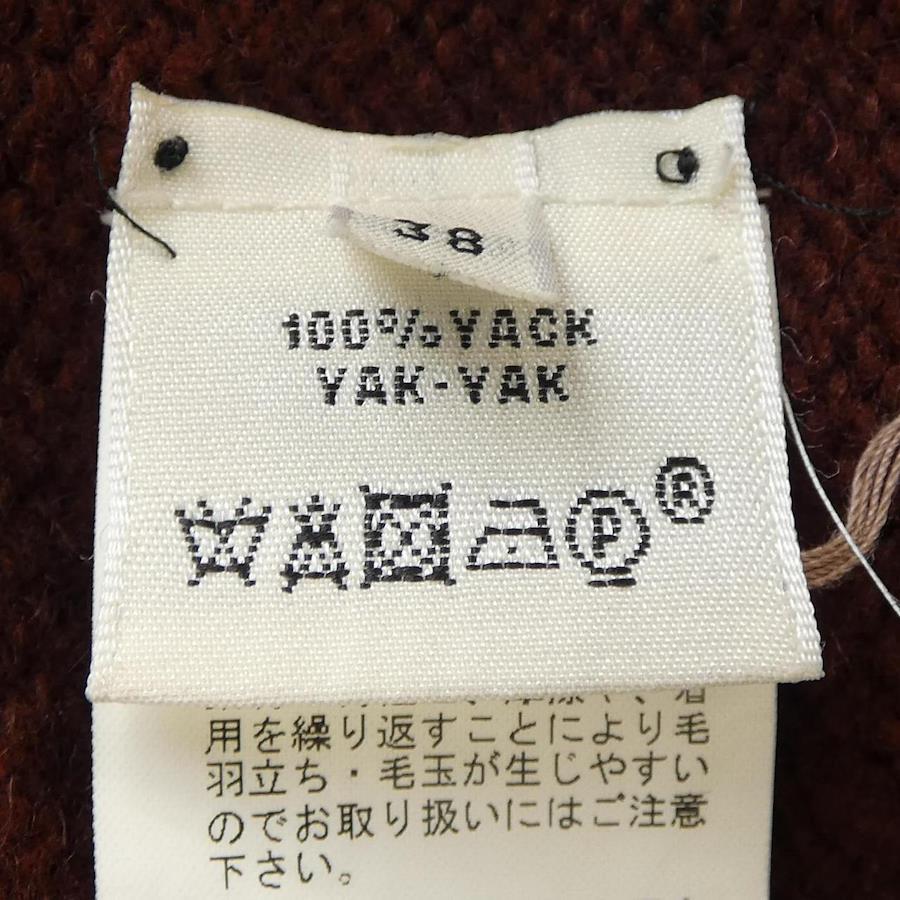 38
100%YACK
YAK-YAK
P
®
用を繰り返すことにより毛
羽立ち・毛玉が生じやすい
のでお取り扱いにはご注意
下さい。